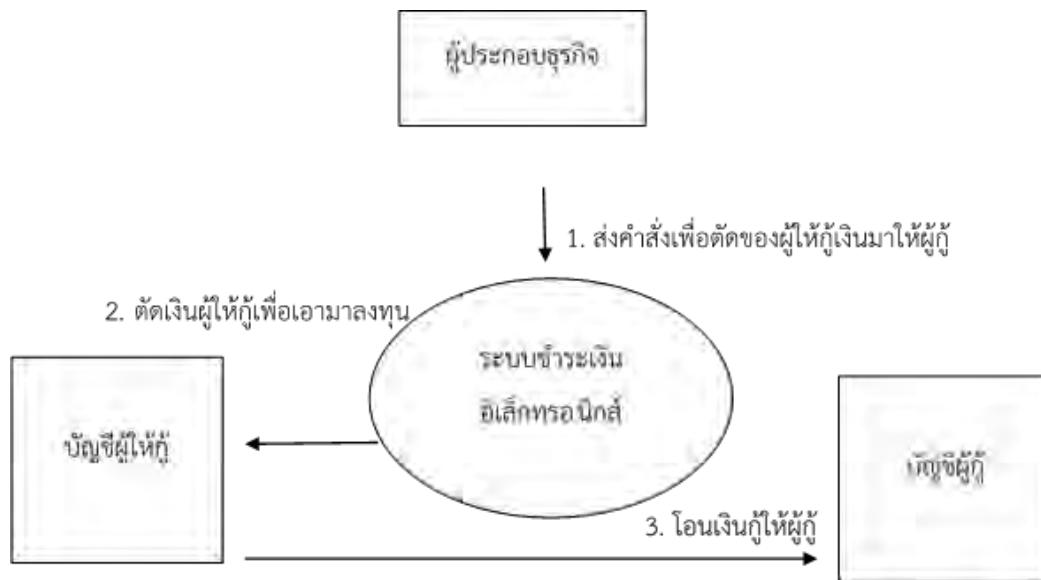 ผู้ประกอบธุรกิจ
1. ส่งคำสั่งเพื่อตัดของผู้ให้กู้เงินมาให้ผู้กู้
2. ตัดเงินผู้ให้กู้เพื่อเอามาลงทุน
ระบบชำระเงิน
อิเล็กทรอนิกส์
บัญชีผู้ให้กู้
บัญชีผู้กู้
3. โอนเงินกู้ให้ผู้กู้